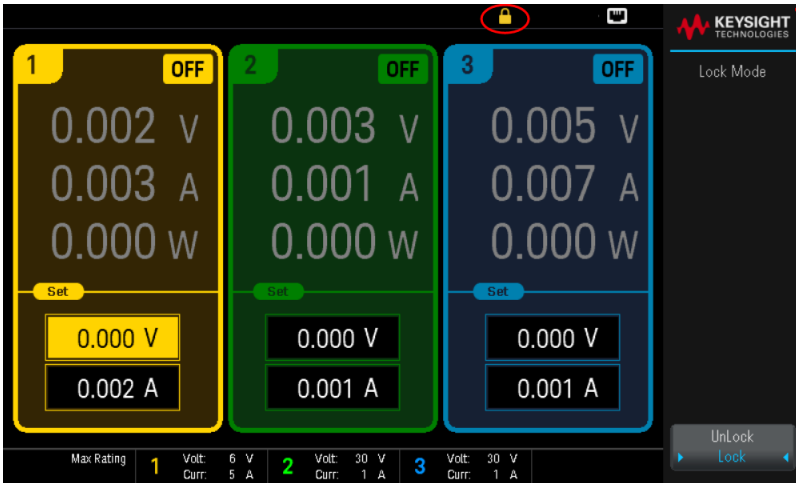 KEYSIGHT
TECHNOLOGIES
Lock Mode
1 OFF
0.002 V
0.003 A
0.000 W
Set
0.000 V
0.002 A
2 OFF
0.003 V
0.001 A
0.000 W
Set
0.000 V
0.001 A
3 OFF
0.005 V
0.007 A
0.000 W
Set
0.000 V
0.001 A
UnLock
Lock
Max Rating
1 Volt: 6 V
Curr: 5 A
2 Volt: 30 V
Curr: 1 A
3 Volt: 30 V
Curr: 1 A